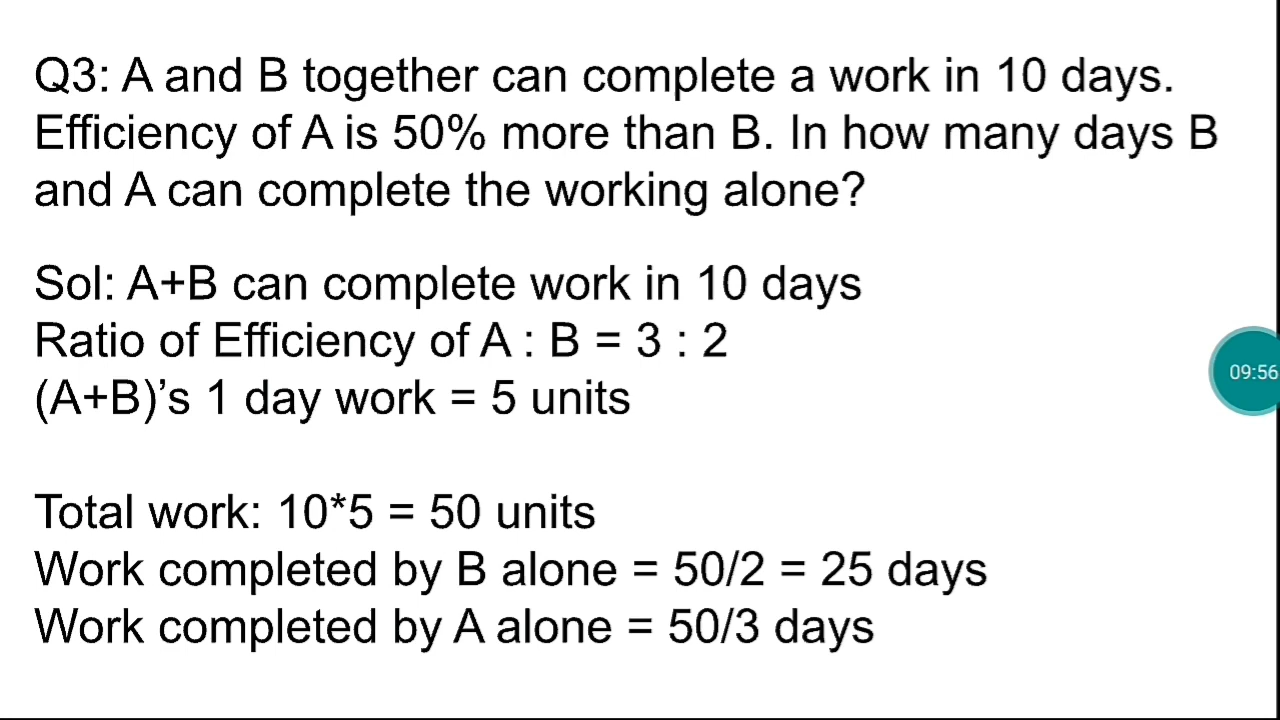 Q3: A and B together can complete a work in 10 days.
Efficiency of A is 50% more than B. In how many days B
and A can complete the working alone?
Sol: A+B can complete work in 10 days
Ratio of Efficiency of A : B = 3 : 2
(A+B)’s 1 day work = 5 units
09:56
Total work: 10*5 = 50 units
Work completed by B alone = 50/2 = 25 days
Work completed by A alone = 50/3 days